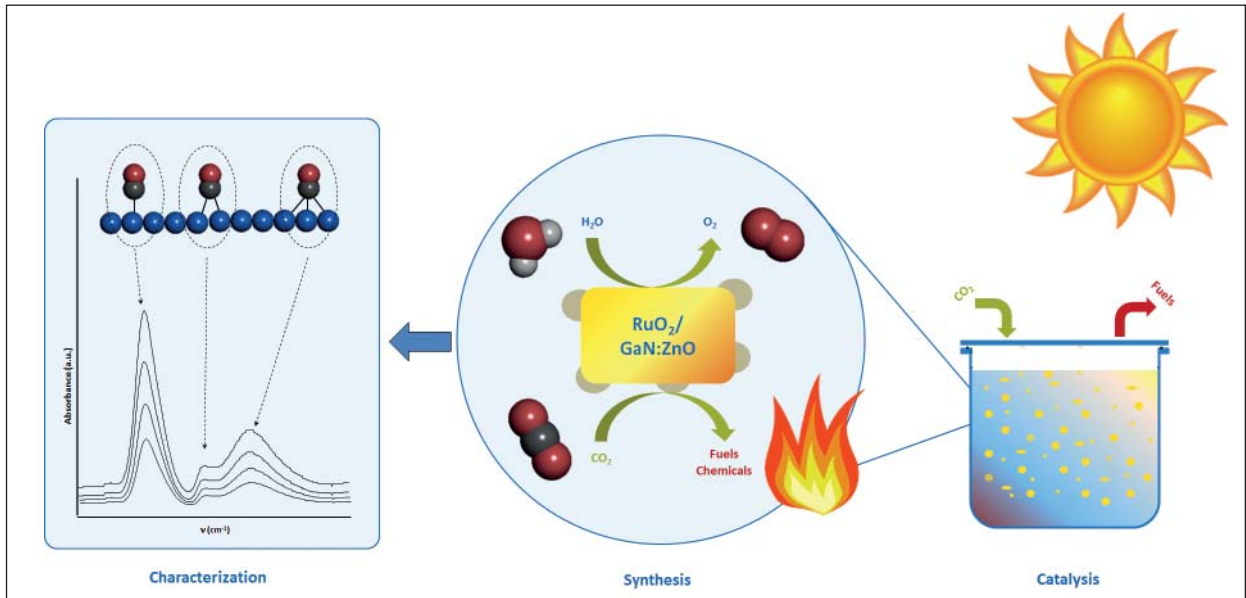 Absorbance (a.u.)
ν (cm⁻¹)
Characterization
H₂O
O₂
RuO₂/
GaN:ZnO
CO₂
Fuels
Chemicals
Synthesis
CO₂
Fuels
Catalysis